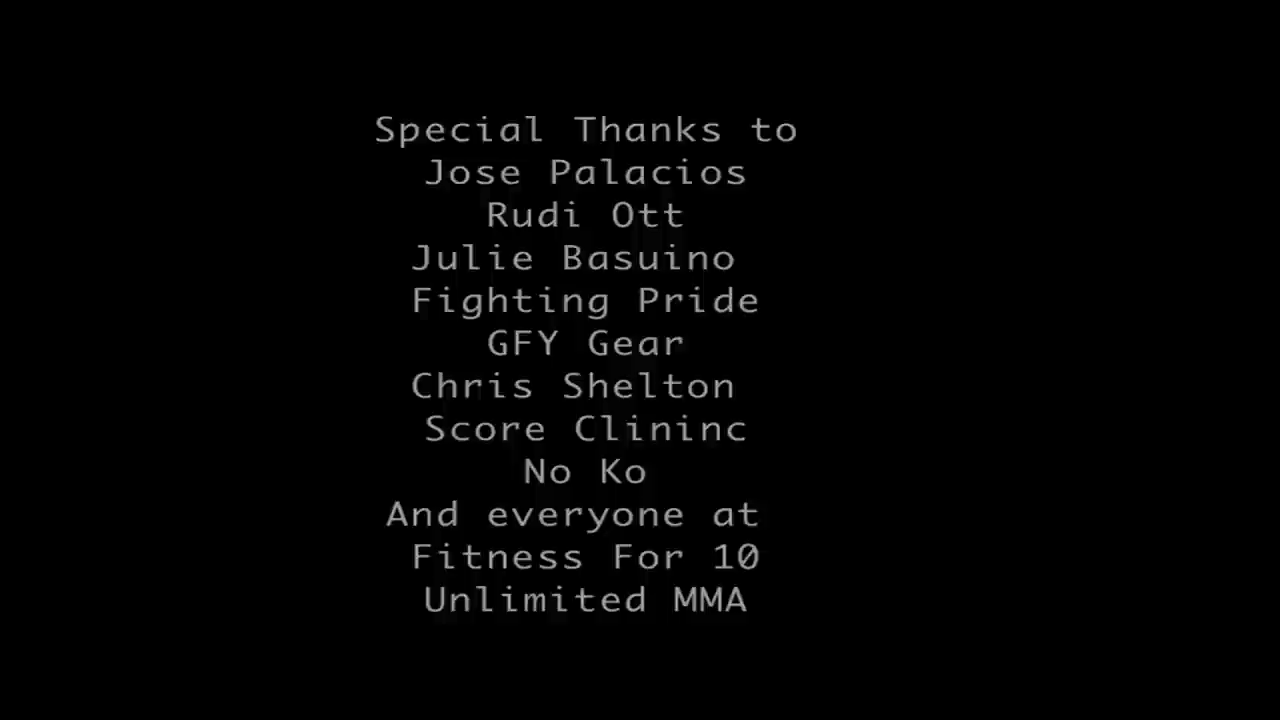 Special Thanks to
Jose Palacios
Rudi Ott
Julie Basuino
Fighting Pride
GFY Gear
Chris Shelton
Score Clininc
No Ko
And everyone at
Fitness For 10
Unlimited MMA